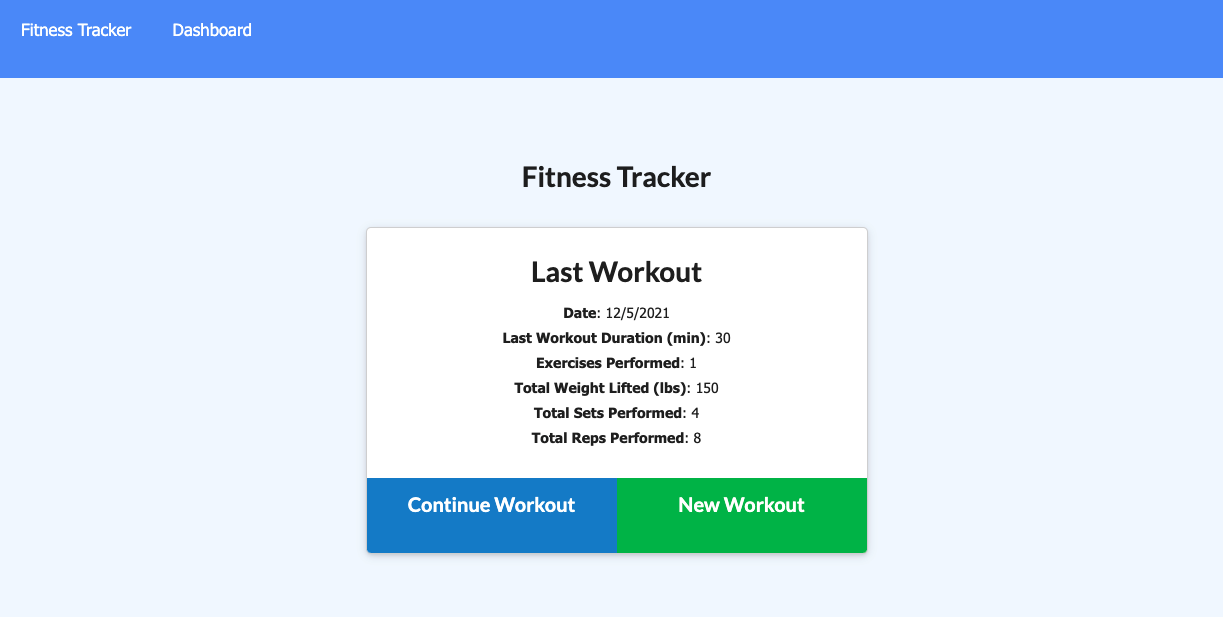 Fitness Tracker Dashboard
Fitness Tracker
Last Workout
Date: 12/5/2021
Last Workout Duration (min): 30
Exercises Performed: 1
Total Weight Lifted (lbs): 150
Total Sets Performed: 4
Total Reps Performed: 8
Continue Workout New Workout